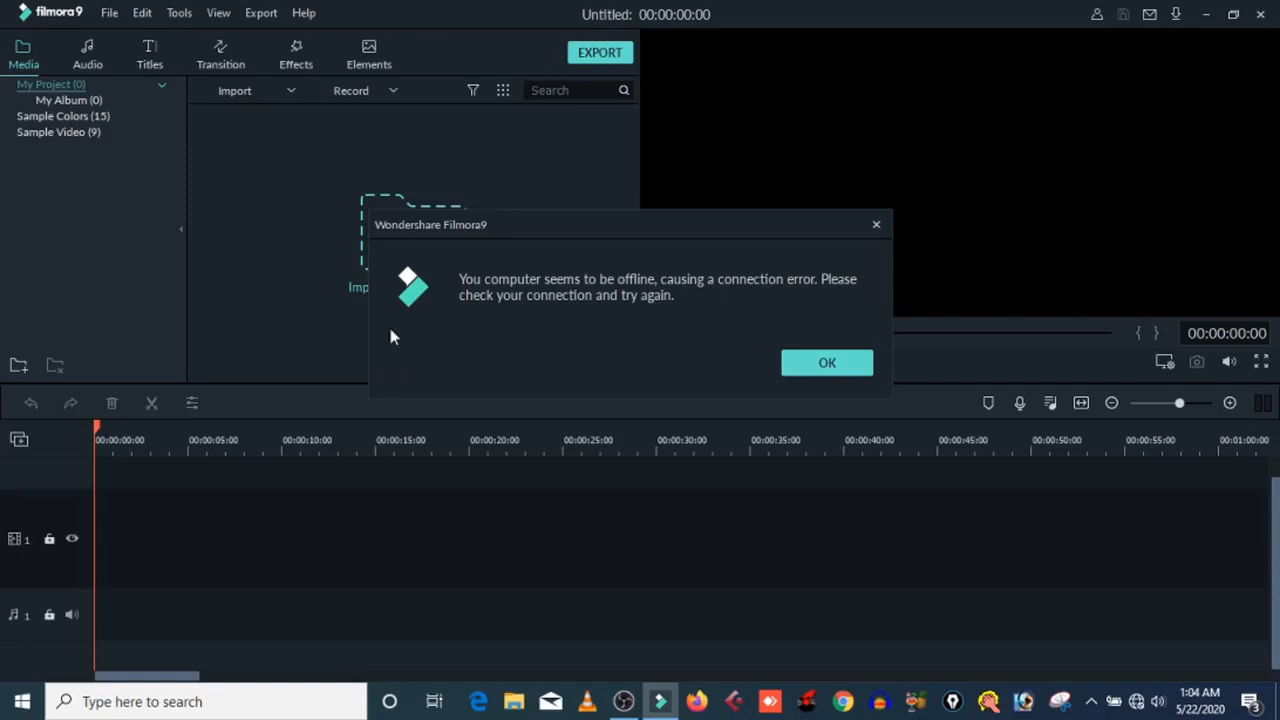 filmora9 File Edit Tools View Export Help Untitled: 00:00:00:00
Media Audio Titles Transition Effects Elements EXPORT
My Project (0)
My Album (0)
Sample Colors (15)
Sample Video (9)
Import Record Search
Wondershare Filmora9
You computer seems to be offline, causing a connection error. Please
check your connection and try again.
OK
Imp
{ } 00:00:00:00
00:00:00:00 00:00:05:00 00:00:10:00 00:00:15:00 00:00:20:00 00:00:25:00 00:00:30:00 00:00:35:00 00:00:40:00 00:00:45:00 00:00:50:00 00:00:55:00 00:01:00:00
1
1
Type here to search
1:04 AM
5/22/2020
3